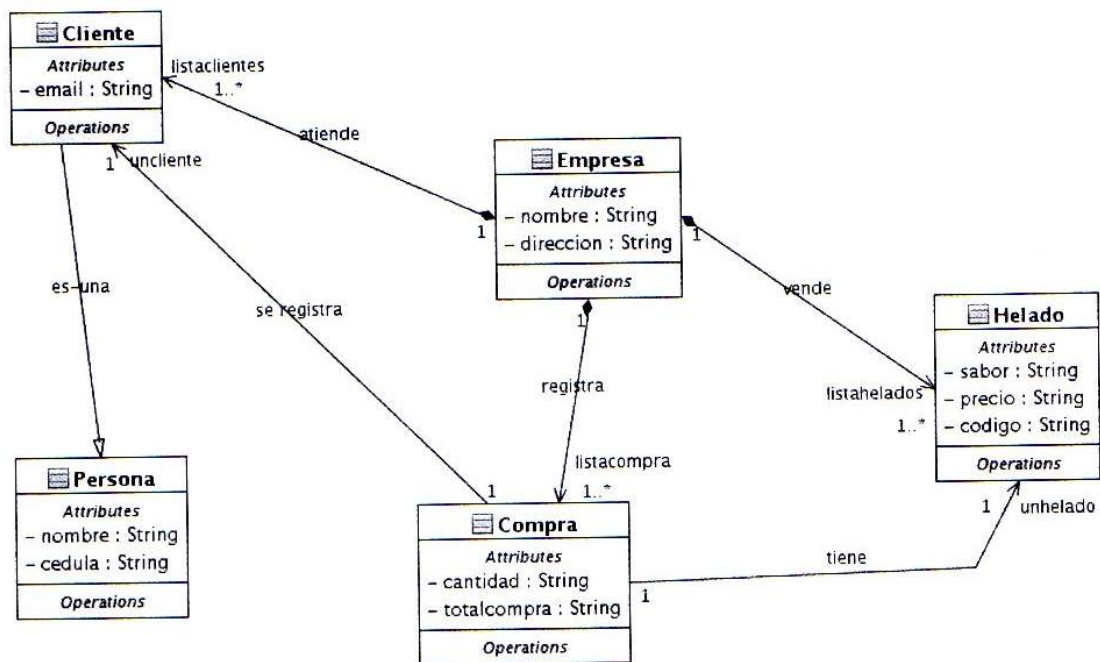 Cliente
Attributes
– email : String
Operations
listaclientes
1..*
atiende
1
1
uncliente
Empresa
Attributes
– nombre : String
– direccion : String
Operations
1
1
es-una
se registra
vende
registra
Helado
Attributes
– sabor : String
– precio : String
– codigo : String
Operations
listahelados
1..*
Persona
Attributes
– nombre : String
– cedula : String
Operations
listacompra
1..*
1
Compra
Attributes
– cantidad : String
– totalcompra : String
Operations
1
tiene
1
unhelado